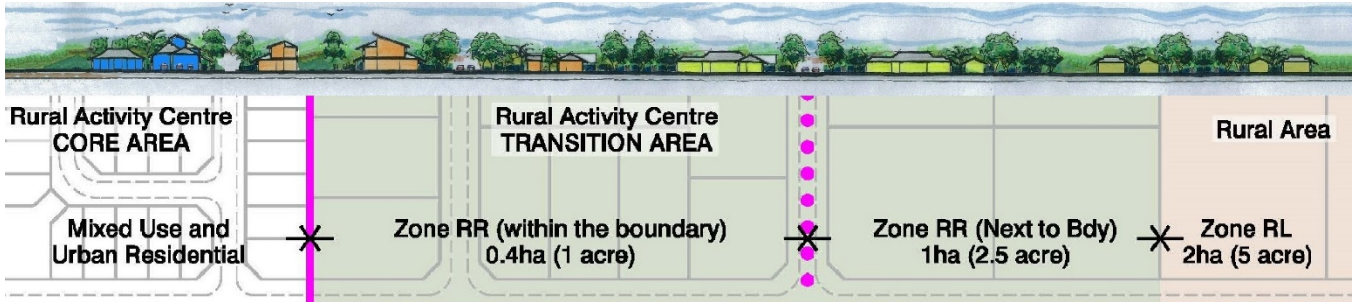 Rural Activity Centre
CORE AREA
Rural Activity Centre
TRANSITION AREA
Rural Area
Mixed Use and
Urban Residential
Zone RR (within the boundary)
0.4ha (1 acre)
Zone RR (Next to Bdy)
1ha (2.5 acre)
Zone RL
2ha (5 acre)